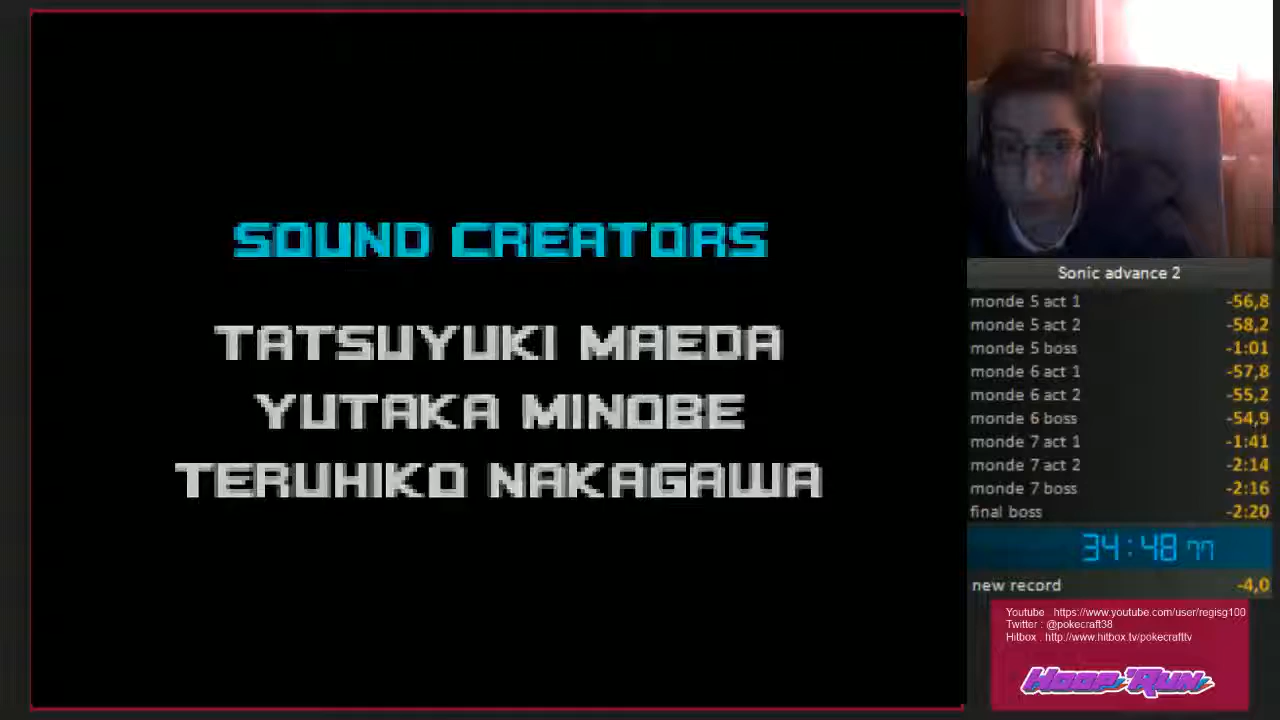 SOUND CREATORS
TATSUYUKI MAEDA
YUTAKA MINOBE
TERUHIKO NAKAGAWA
Sonic advance 2
monde 5 act 1 -56,8
monde 5 act 2 -58,2
monde 5 boss -1:01
monde 6 act 1 -57,8
monde 6 act 2 -55,2
monde 6 boss -54,9
monde 7 act 1 -1:41
monde 7 act 2 -2:14
monde 7 boss -2:16
final boss -2:20
34:48 77
new record -4,0
Youtube . https://www.youtube.com/user/regisg100
Twitter : @pokecraft38
Hitbox . http://www.hitbox.tv/pokecrafttv
HOOP'RUN